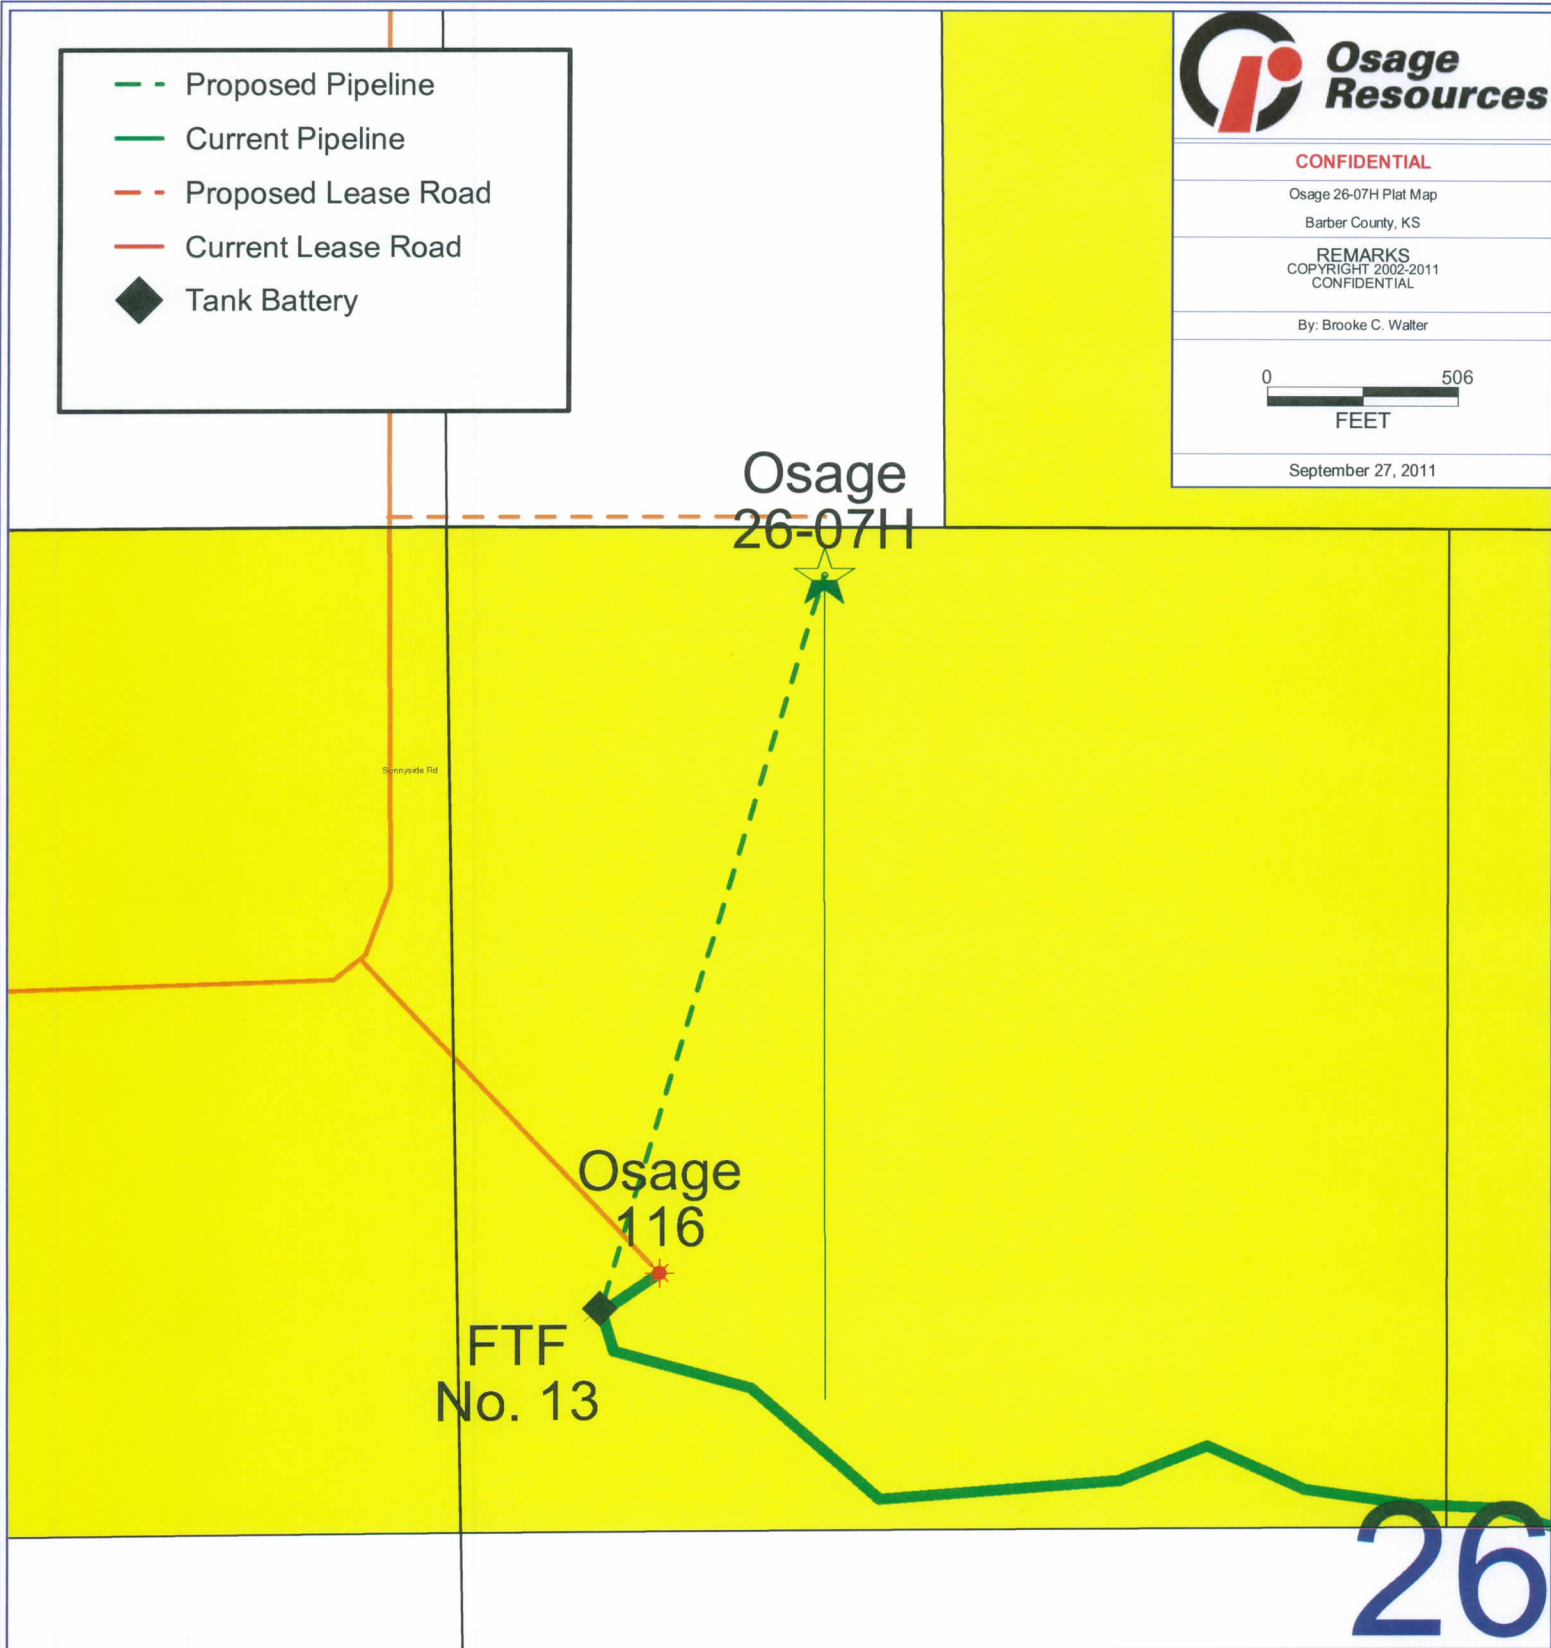 Proposed Pipeline
Current Pipeline
Proposed Lease Road
Current Lease Road
Tank Battery
Osage
Resources
CONFIDENTIAL
Osage 26-07H Plat Map
Barber County, KS
REMARKS
COPYRIGHT 2002-2011
CONFIDENTIAL
By: Brooke C. Walter
0 506
FEET
September 27, 2011
Osage
26-07H
Sunnyside Rd
Osage
116
FTF
No. 13
26